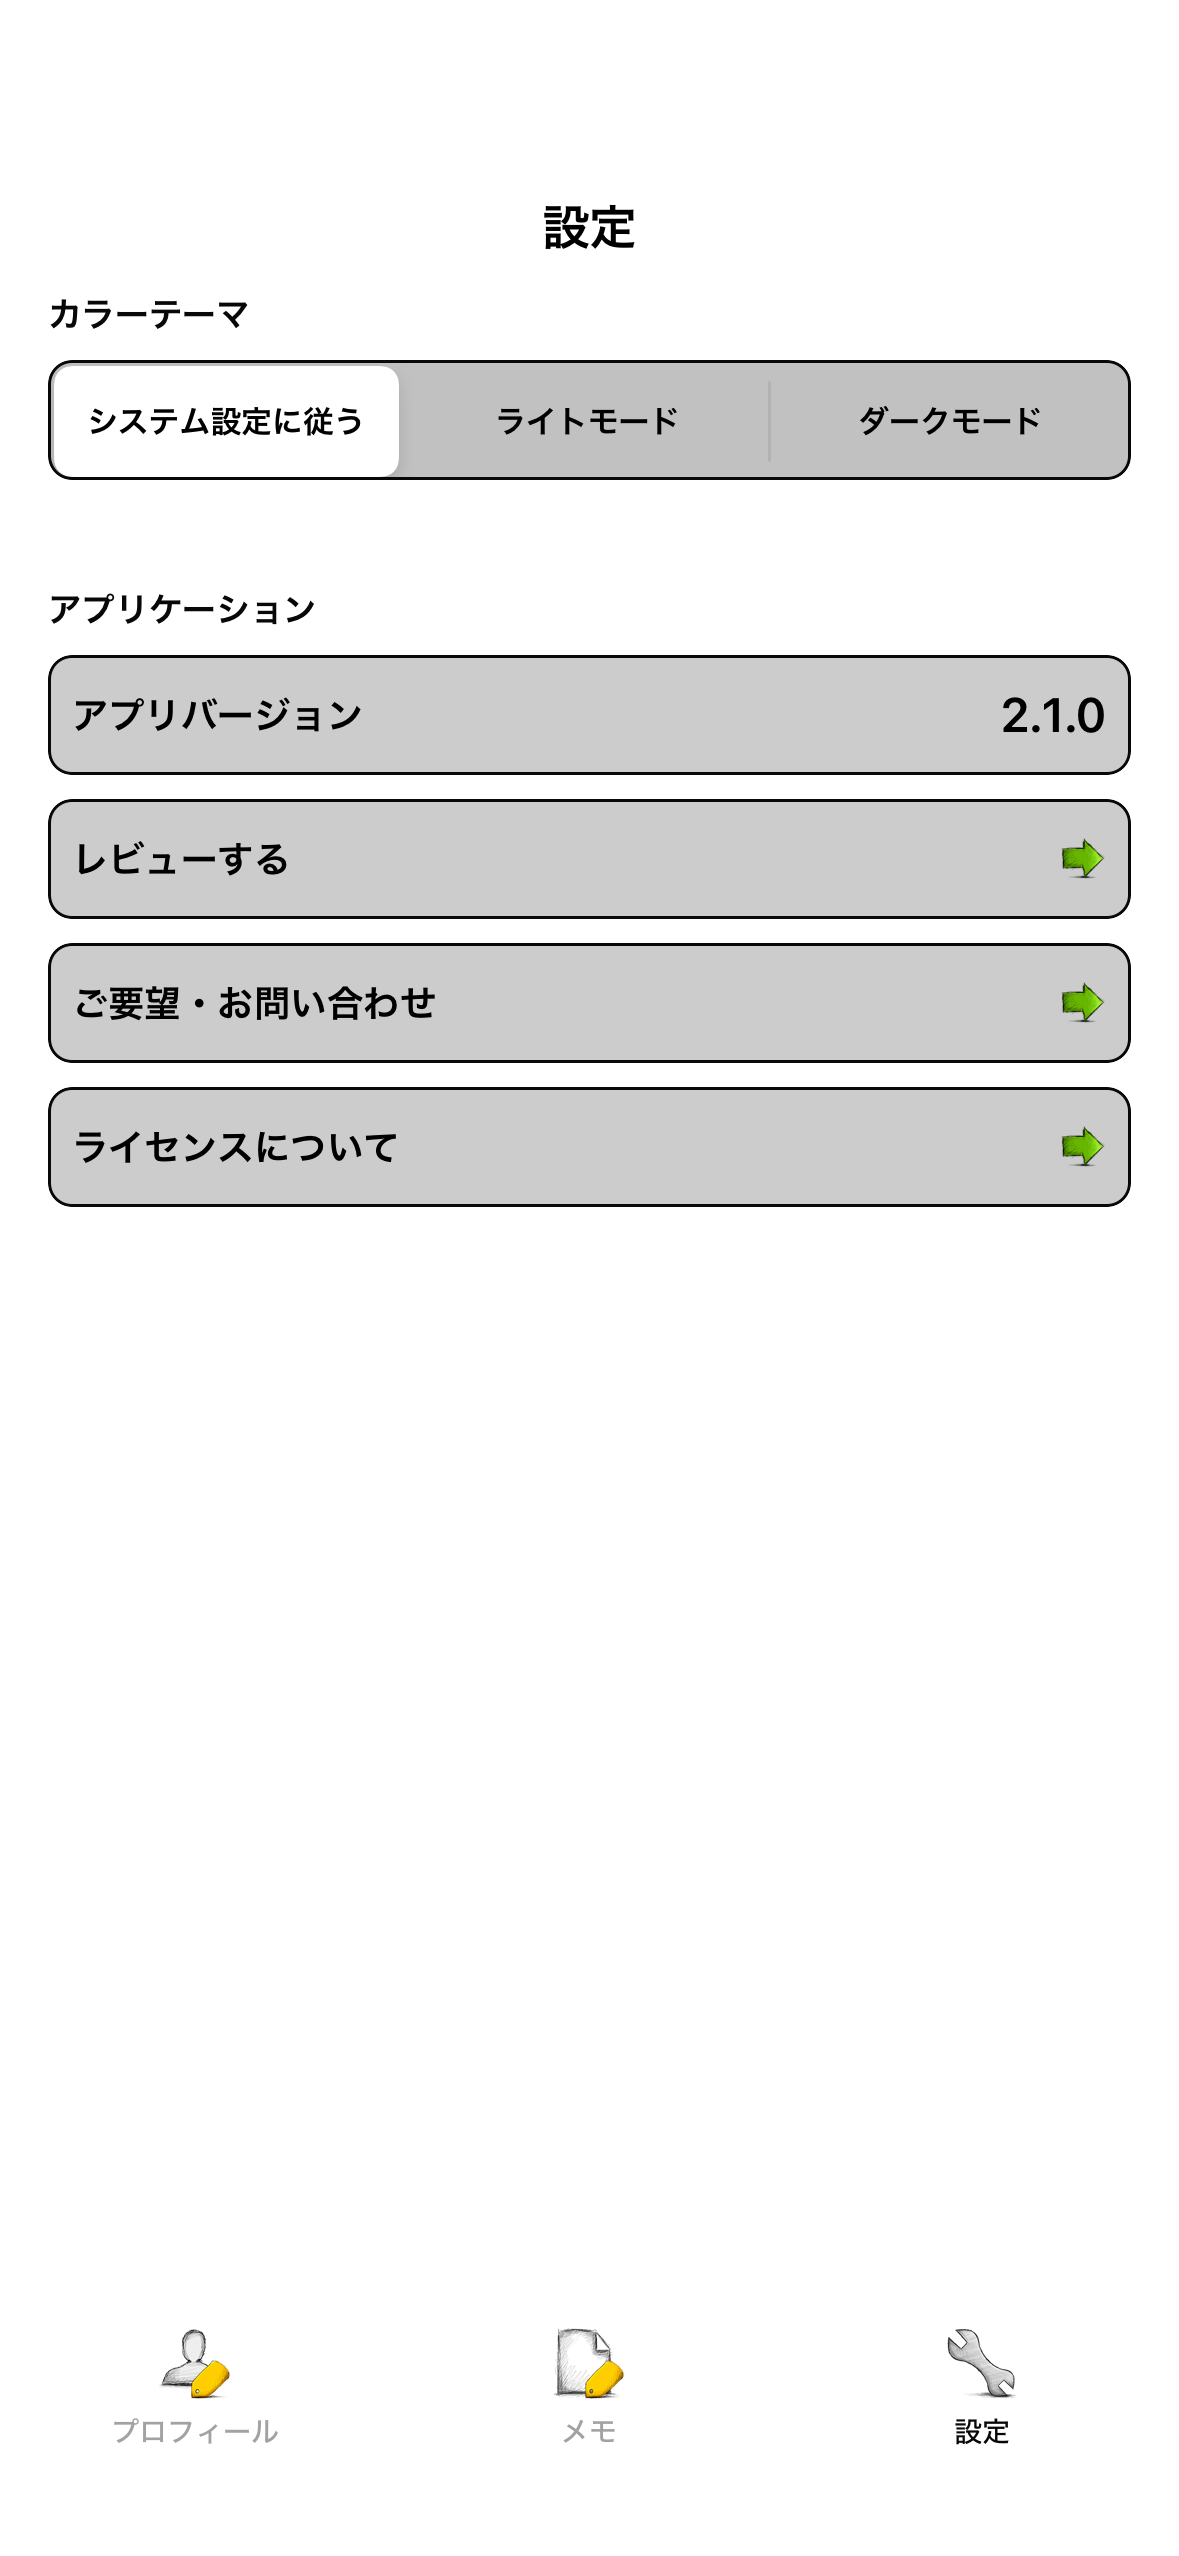 設定
カラーテーマ
システム設定に従う ライトモード ダークモード
アプリケーション
アプリバージョン 2.1.0
レビューする
ご要望・お問い合わせ
ライセンスについて
プロフィール メモ 設定